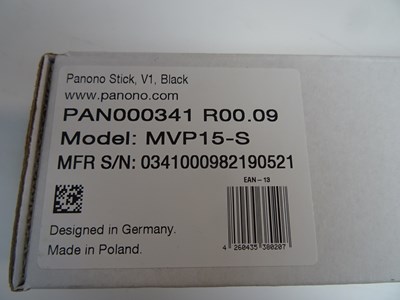 Panono Stick, V1, Black
www.panono.com
PAN000341 R00.09
Model: MVP15-S
MFR S/N: 0341000982190521
EAN - 13
Designed in Germany.
Made in Poland.
4 260435 380207